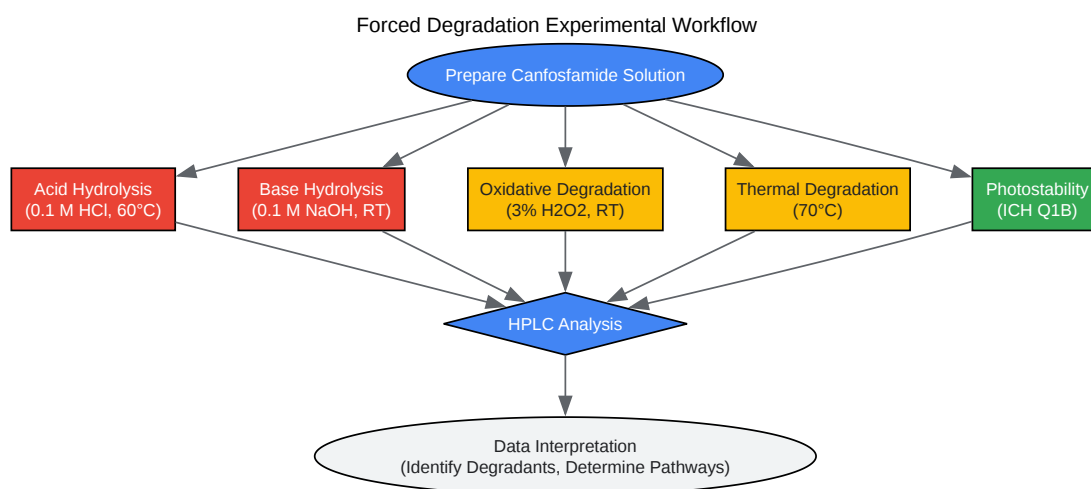 Forced Degradation Experimental Workflow
Prepare Canfosfamide Solution
Acid Hydrolysis
(0.1 M HCl, 60°C)
Base Hydrolysis
(0.1 M NaOH, RT)
Oxidative Degradation
(3% H2O2, RT)
Thermal Degradation
(70°C)
Photostability
(ICH Q1B)
HPLC Analysis
Data Interpretation
(Identify Degradants, Determine Pathways)